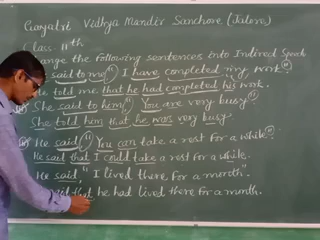 Gayatri Vidhya Mandir Sanchore (Jalore)
Class. 11th
ange the following sentences into Indirect Speech
said to me, "I have completed my work."
He told me that he had completed his work.
She said to him, "You are very busy."
She told him that he was very busy
He said, "You can take a rest for a while."
He said that I could take a rest for a while.
He said, "I lived there for a month."
said that he had lived there for a month.